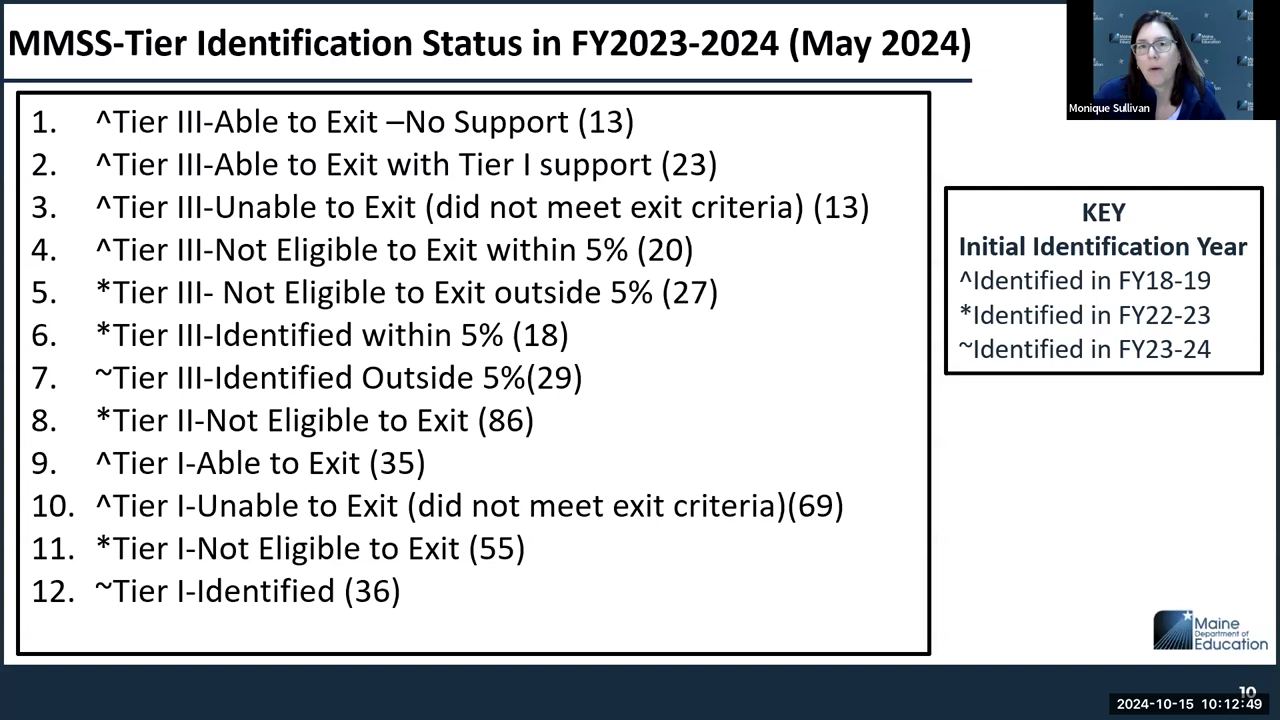 MMSS-Tier Identification Status in FY2023-2024 (May 2024)
Monique Sullivan
1. ^Tier III-Able to Exit –No Support (13)
2. ^Tier III-Able to Exit with Tier I support (23)
3. ^Tier III-Unable to Exit (did not meet exit criteria) (13)
4. ^Tier III-Not Eligible to Exit within 5% (20)
5. *Tier III- Not Eligible to Exit outside 5% (27)
6. *Tier III-Identified within 5% (18)
7. ~Tier III-Identified Outside 5%(29)
8. *Tier II-Not Eligible to Exit (86)
9. ^Tier I-Able to Exit (35)
10. ^Tier I-Unable to Exit (did not meet exit criteria)(69)
11. *Tier I-Not Eligible to Exit (55)
12. ~Tier I-Identified (36)
KEY
Initial Identification Year
^Identified in FY18-19
*Identified in FY22-23
~Identified in FY23-24
Maine
Department of
Education
10
2024-10-15 10:12:49